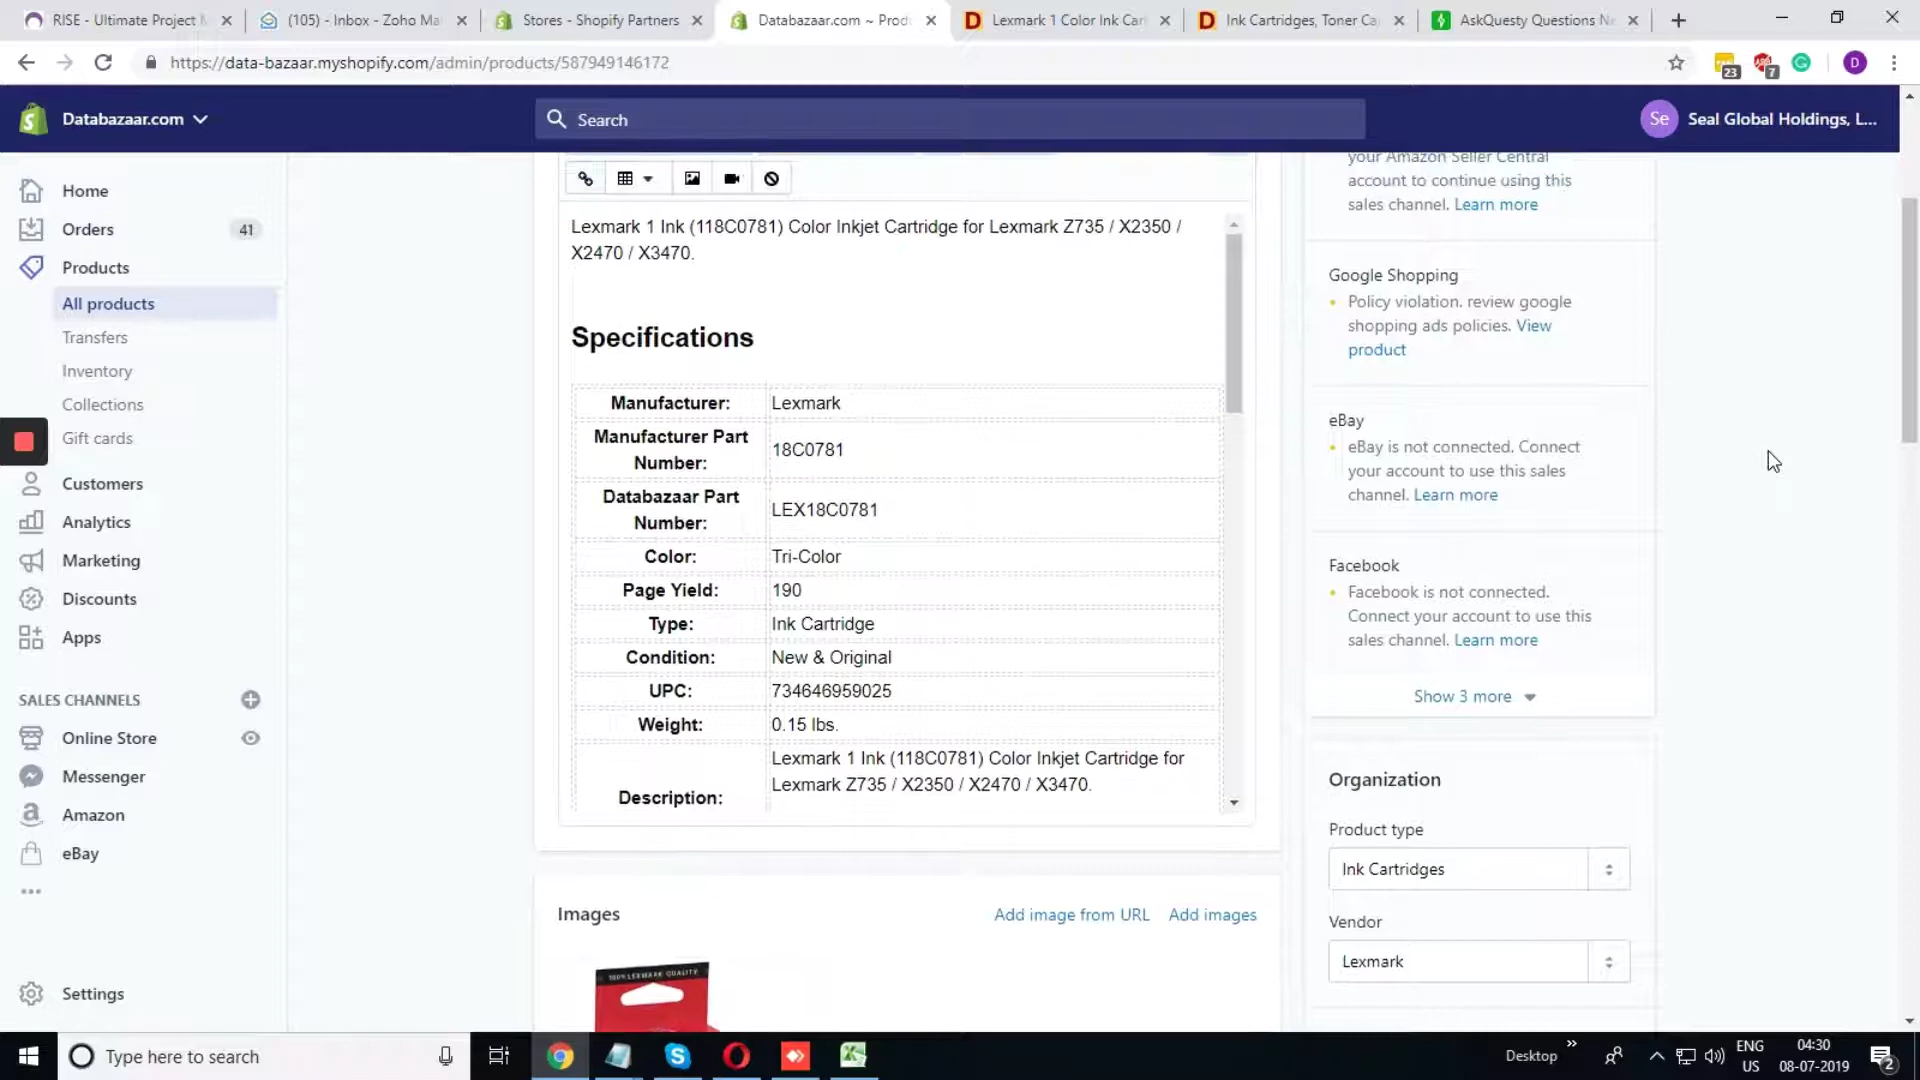 RISE - Ultimate Project M
(105) - Inbox - Zoho Ma
Stores - Shopify Partners
Databazaar.com ~ Produ
Lexmark 1 Color Ink Car
Ink Cartridges, Toner Ca
AskQuesty Questions N
https://data-bazaar.myshopify.com/admin/products/587949146172
23
7
D
Databazaar.com
Search
Se
Seal Global Holdings, L...
Home
Orders
41
Products
All products
Transfers
Inventory
Collections
Gift cards
Customers
Analytics
Marketing
Discounts
Apps
SALES CHANNELS
Online Store
Messenger
Amazon
eBay
Settings
Lexmark 1 Ink (118C0781) Color Inkjet Cartridge for Lexmark Z735 / X2350 /
X2470 / X3470.
Specifications
Manufacturer: Lexmark
Manufacturer Part
Number:
18C0781
Databazaar Part
Number:
LEX18C0781
Color: Tri-Color
Page Yield: 190
Type: Ink Cartridge
Condition: New & Original
UPC: 734646959025
Weight: 0.15 lbs.
Description:
Lexmark 1 Ink (118C0781) Color Inkjet Cartridge for
Lexmark Z735 / X2350 / X2470 / X3470.
Images
Add image from URL
Add images
100% LEXMARK QUALITY
your Amazon Seller Central
account to continue using this
sales channel. Learn more
Google Shopping
Policy violation. review google
shopping ads policies. View
product
eBay
eBay is not connected. Connect
your account to use this sales
channel. Learn more
Facebook
Facebook is not connected.
Connect your account to use this
sales channel. Learn more
Show 3 more
Organization
Product type
Ink Cartridges
Vendor
Lexmark
Type here to search
Desktop
ENG
US
04:30
08-07-2019
2